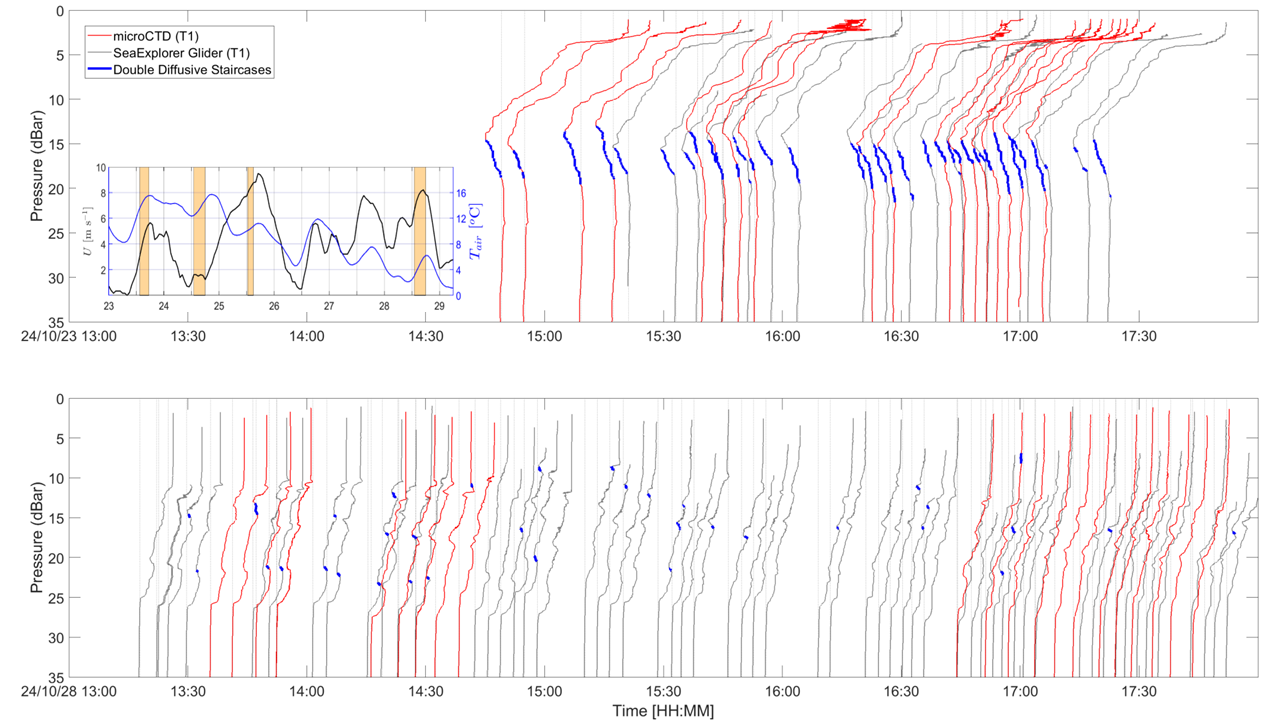 0
5
10
15
20
25
30
35
Pressure (dBar)
microCTD (T1)
SeaExplorer Glider (T1)
Double Diffusive Staircases
10
8
6
4
2
U [m s⁻¹]
16
12
8
4
0
T_air [°C]
23 24 25 26 27 28 29
24/10/23 13:00 13:30 14:00 14:30 15:00 15:30 16:00 16:30 17:00 17:30
0
5
10
15
20
25
30
35
Pressure (dBar)
24/10/28 13:00 13:30 14:00 14:30 15:00 15:30 16:00 16:30 17:00 17:30
Time [HH:MM]